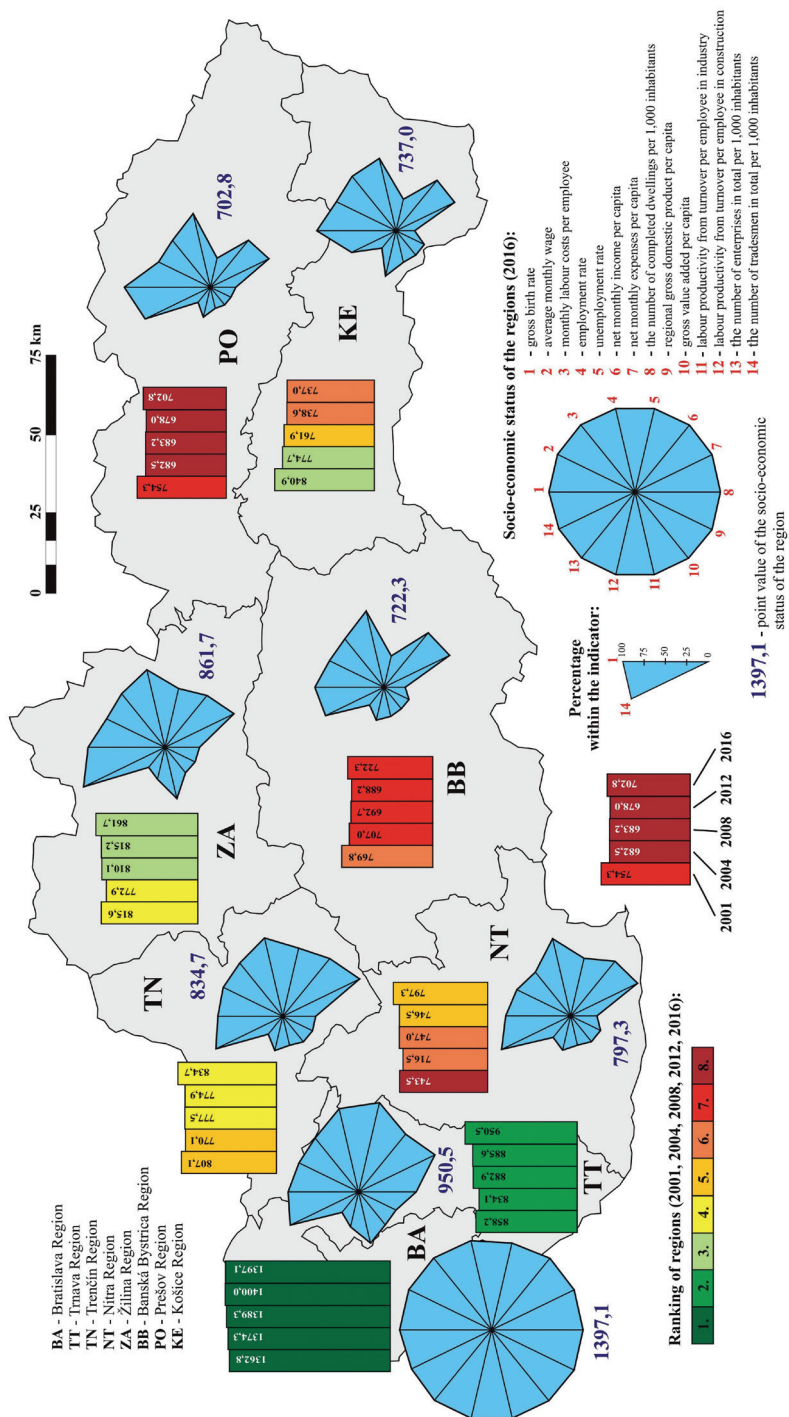 BA - Bratislava Region
TT - Trnava Region
TN - Trenčín Region
NT - Nitra Region
ZA - Žilina Region
BB - Banská Bystrica Region
PO - Prešov Region
KE - Košice Region
0 25 50 75 km
BA
1362,8
1374,3
1389,3
1400,0
1397,1
1397,1
TT
858,2
834,1
882,9
885,6
950,5
950,5
TN
807,1
770,1
777,5
774,9
834,7
834,7
NT
743,5
716,5
747,0
746,5
797,3
797,3
ZA
815,6
772,9
810,1
815,2
861,7
861,7
BB
769,8
707,0
692,7
688,2
722,3
722,3
PO
754,3
682,5
683,2
678,0
702,8
702,8
KE
840,9
774,7
761,9
738,6
737,0
737,0
Ranking of regions (2001, 2004, 2008, 2012, 2016):
1. 2. 3. 4. 5. 6. 7. 8.
754,3
682,5
683,2
678,0
702,8
2001
2004
2008
2012
2016
Percentage
within the indicator:
14
1
100
75
50
25
0
1397,1 - point value of the socio-economic
status of the region
Socio-economic status of the regions (2016):
1
2
3
4
5
6
7
8
9
10
11
12
13
14
1 - gross birth rate
2 - average monthly wage
3 - monthly labour costs per employee
4 - employment rate
5 - unemployment rate
6 - net monthly income per capita
7 - net monthly expenses per capita
8 - the number of completed dwellings per 1,000 inhabitants
9 - regional gross domestic product per capita
10 - gross value added per capita
11 - labour productivity from turnover per employee in industry
12 - labour productivity from turnover per employee in construction
13 - the number of enterprises in total per 1,000 inhabitants
14 - the number of tradesmen in total per 1,000 inhabitants